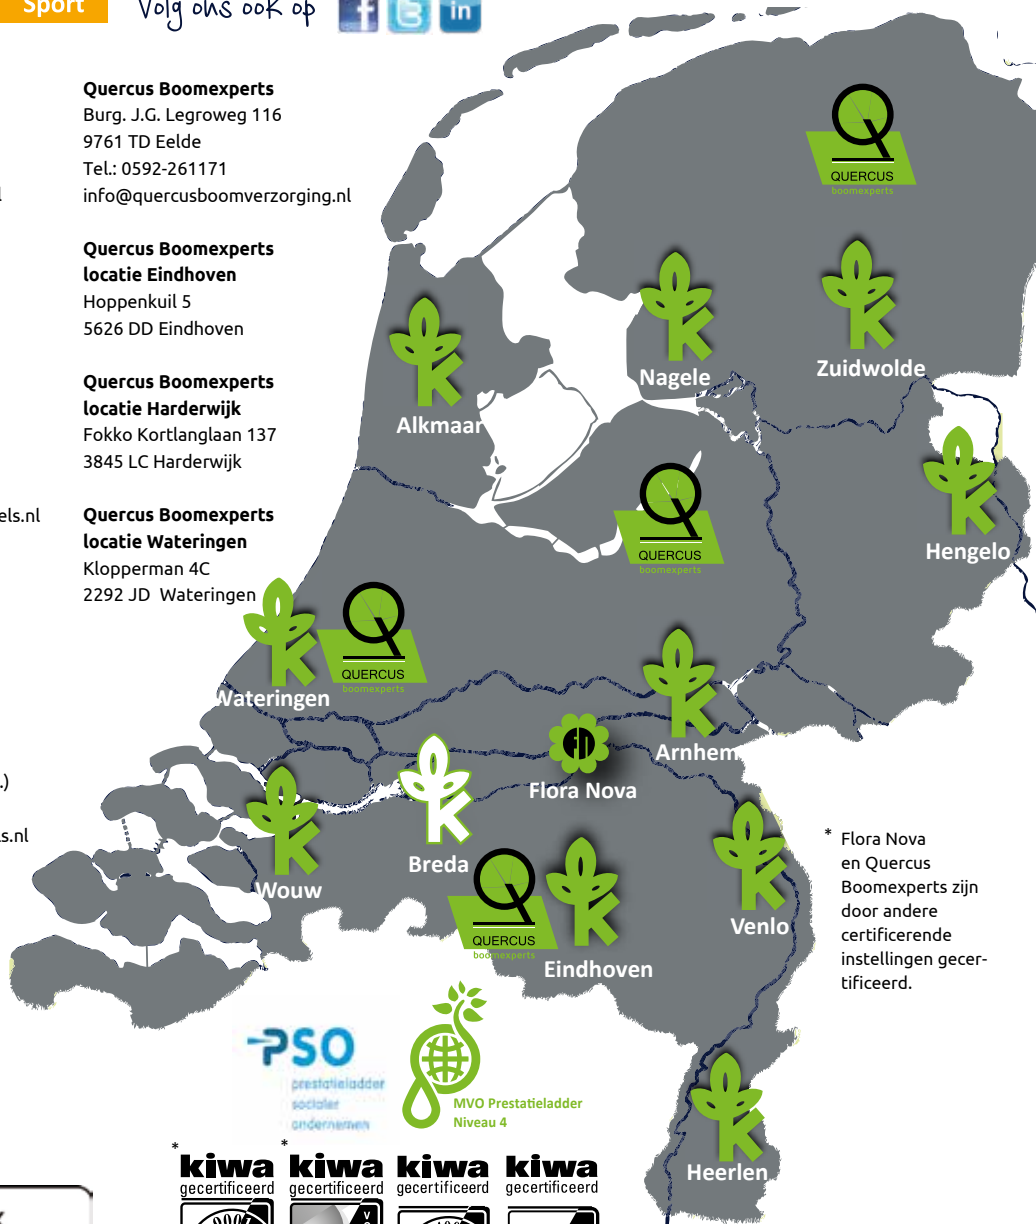 Sport
Volg ons ook op
Quercus Boomexperts
Burg. J.G. Legroweg 116
9761 TD Eelde
Tel.: 0592-261171
info@quercusboomverzorging.nl
Quercus Boomexperts
locatie Eindhoven
Hoppenkuil 5
5626 DD Eindhoven
Quercus Boomexperts
locatie Harderwijk
Fokko Kortlanglaan 137
3845 LC Harderwijk
els.nl
Quercus Boomexperts
locatie Wateringen
Klopperman 4C
2292 JD Wateringen
.)
s.nl
QUERCUS
boomexperts
Nagele
Zuidwolde
Alkmaar
QUERCUS
boomexperts
Hengelo
QUERCUS
boomexperts
Wateringen
Arnhem
fn
Flora Nova
Breda
Wouw
Venlo
QUERCUS
boomexperts
Eindhoven
Heerlen
* Flora Nova
en Quercus
Boomexperts zijn
door andere
certificerende
instellingen gecer-
tificeerd.
PSO
prestatieladder
socialer
ondernemen
MVO Prestatieladder
Niveau 4
* *
kiwa kiwa kiwa kiwa
gecertificeerd gecertificeerd gecertificeerd gecertificeerd